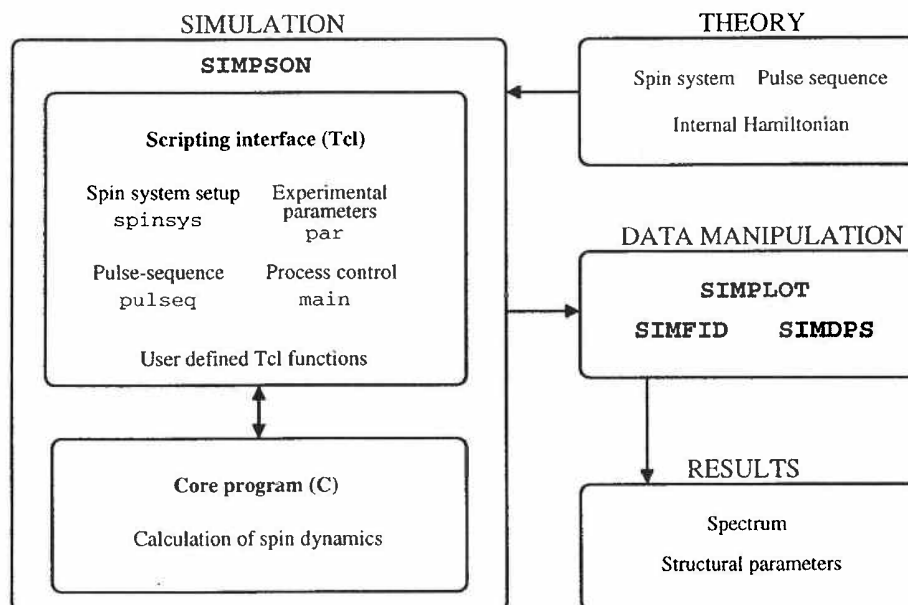 SIMULATION
SIMPSON
Scripting interface (Tcl)
Spin system setup
spinsys
Experimental
parameters
par
Pulse-sequence
pulseq
Process control
main
User defined Tcl functions
Core program (C)
Calculation of spin dynamics
THEORY
Spin system Pulse sequence
Internal Hamiltonian
DATA MANIPULATION
SIMPLOT
SIMFID SIMDPS
RESULTS
Spectrum
Structural parameters